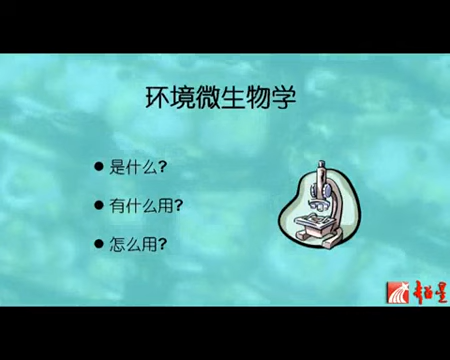 环境微生物学
● 是什么?
● 有什么用?
● 怎么用?